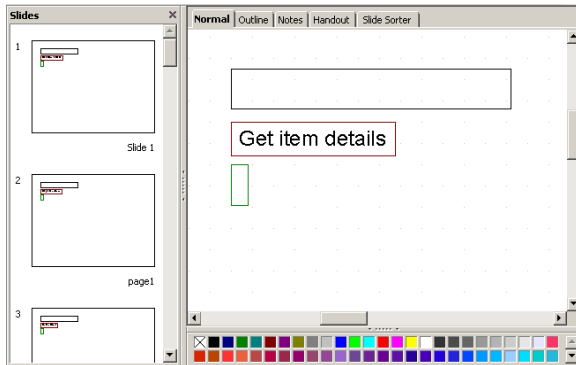 Slides
Normal Outline Notes Handout Slide Sorter
1
Slide 1
2
page1
3
Get item details